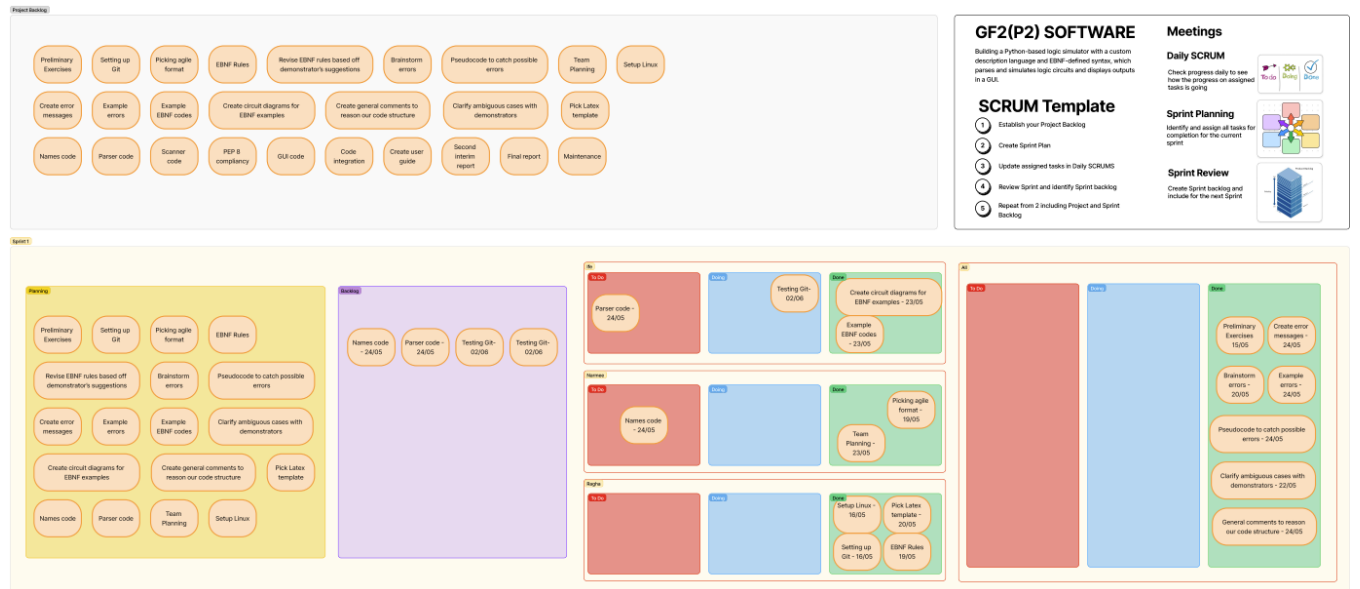 Project Backlog
Preliminary
Exercises
Setting up
Git
Picking agile
format
EBNF Rules
Revise EBNF rules based off
demonstrator's suggestions
Brainstorm
errors
Pseudocode to catch possible
errors
Team
Planning
Setup Linux
Create error
messages
Example
errors
Example
EBNF codes
Create circuit diagrams for
EBNF examples
Create general comments to
reason our code structure
Clarify ambiguous cases with
demonstrators
Pick Latex
template
Names code
Parser code
Scanner
code
PEP 8
compliancy
GUI code
Code
integration
Create user
guide
Second
interim
report
Final report
Maintenance
GF2(P2) SOFTWARE
Building a Python-based logic simulator with a custom
description language and EBNF-defined syntax, which
parses and simulates logic circuits and displays outputs
in a GUI.
SCRUM Template
1 Establish your Project Backlog
2 Create Sprint Plan
3 Update assigned tasks in Daily SCRUMS
4 Review Sprint and identify Sprint backlog
5 Repeat from 2 including Project and Sprint
Backlog
Meetings
Daily SCRUM
Check progress daily to see
how the progress on assigned
tasks is going
To do
Doing
Done
Sprint Planning
Identify and assign all tasks for
completion for the current
sprint
Sprint Review
Create Sprint backlog and
include for the next Sprint
Sprint 1
Planning
Preliminary
Exercises
Setting up
Git
Picking agile
format
EBNF Rules
Revise EBNF rules based off
demonstrator's suggestions
Brainstorm
errors
Pseudocode to catch possible
errors
Create error
messages
Example
errors
Example
EBNF codes
Clarify ambiguous cases with
demonstrators
Create circuit diagrams for
EBNF examples
Create general comments to
reason our code structure
Pick Latex
template
Names code
Parser code
Team
Planning
Setup Linux
Backlog
Names code
- 24/05
Parser code -
24/05
Testing Git-
02/06
Testing Git-
02/06
To Do
Parser code -
24/05
Doing
Testing Git-
02/06
Done
Create circuit diagrams for
EBNF examples - 23/05
Example
EBNF codes
- 23/05
To Do
Names code
- 24/05
Doing
Done
Picking agile
format -
19/05
Team
Planning -
23/05
Ragha
To Do
Doing
Done
Setup Linux -
16/05
Pick Latex
template -
20/05
Setting up
Git - 16/05
EBNF Rules
19/05
All
To Do
Doing
Done
Preliminary
Exercises
15/05
Create error
messages -
24/05
Brainstorm
errors -
20/05
Example
errors -
24/05
Pseudocode to catch possible
errors - 24/05
Clarify ambiguous cases with
demonstrators - 22/05
General comments to reason
our code structure - 24/05